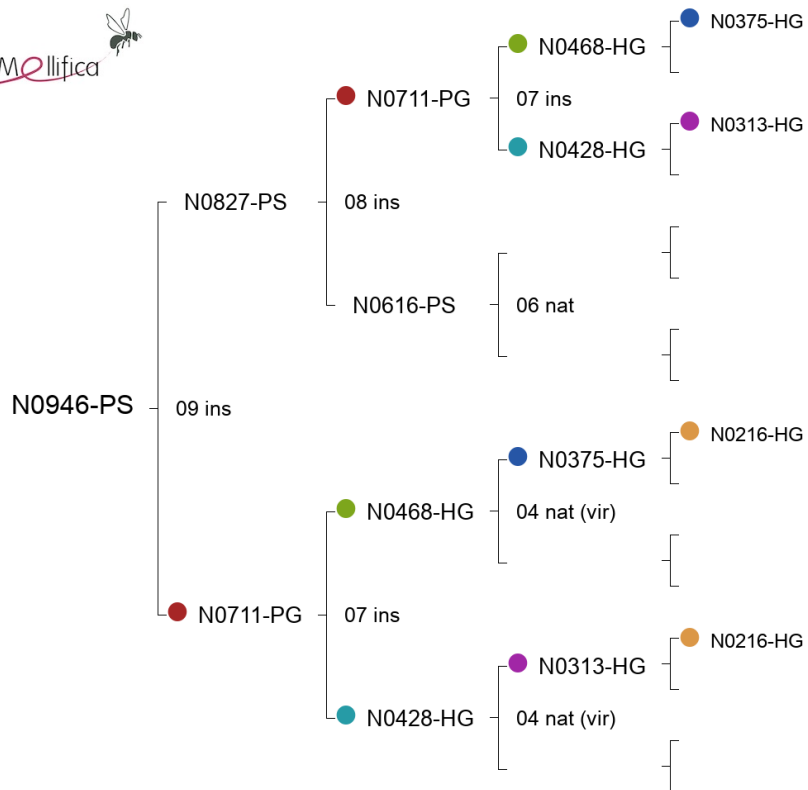 Mellifica
N0375-HG
N0468-HG
N0711-PG
07 ins
N0313-HG
N0428-HG
N0827-PS
08 ins
N0616-PS
06 nat
N0946-PS
09 ins
N0216-HG
N0375-HG
N0468-HG
04 nat (vir)
N0711-PG
07 ins
N0216-HG
N0313-HG
N0428-HG
04 nat (vir)